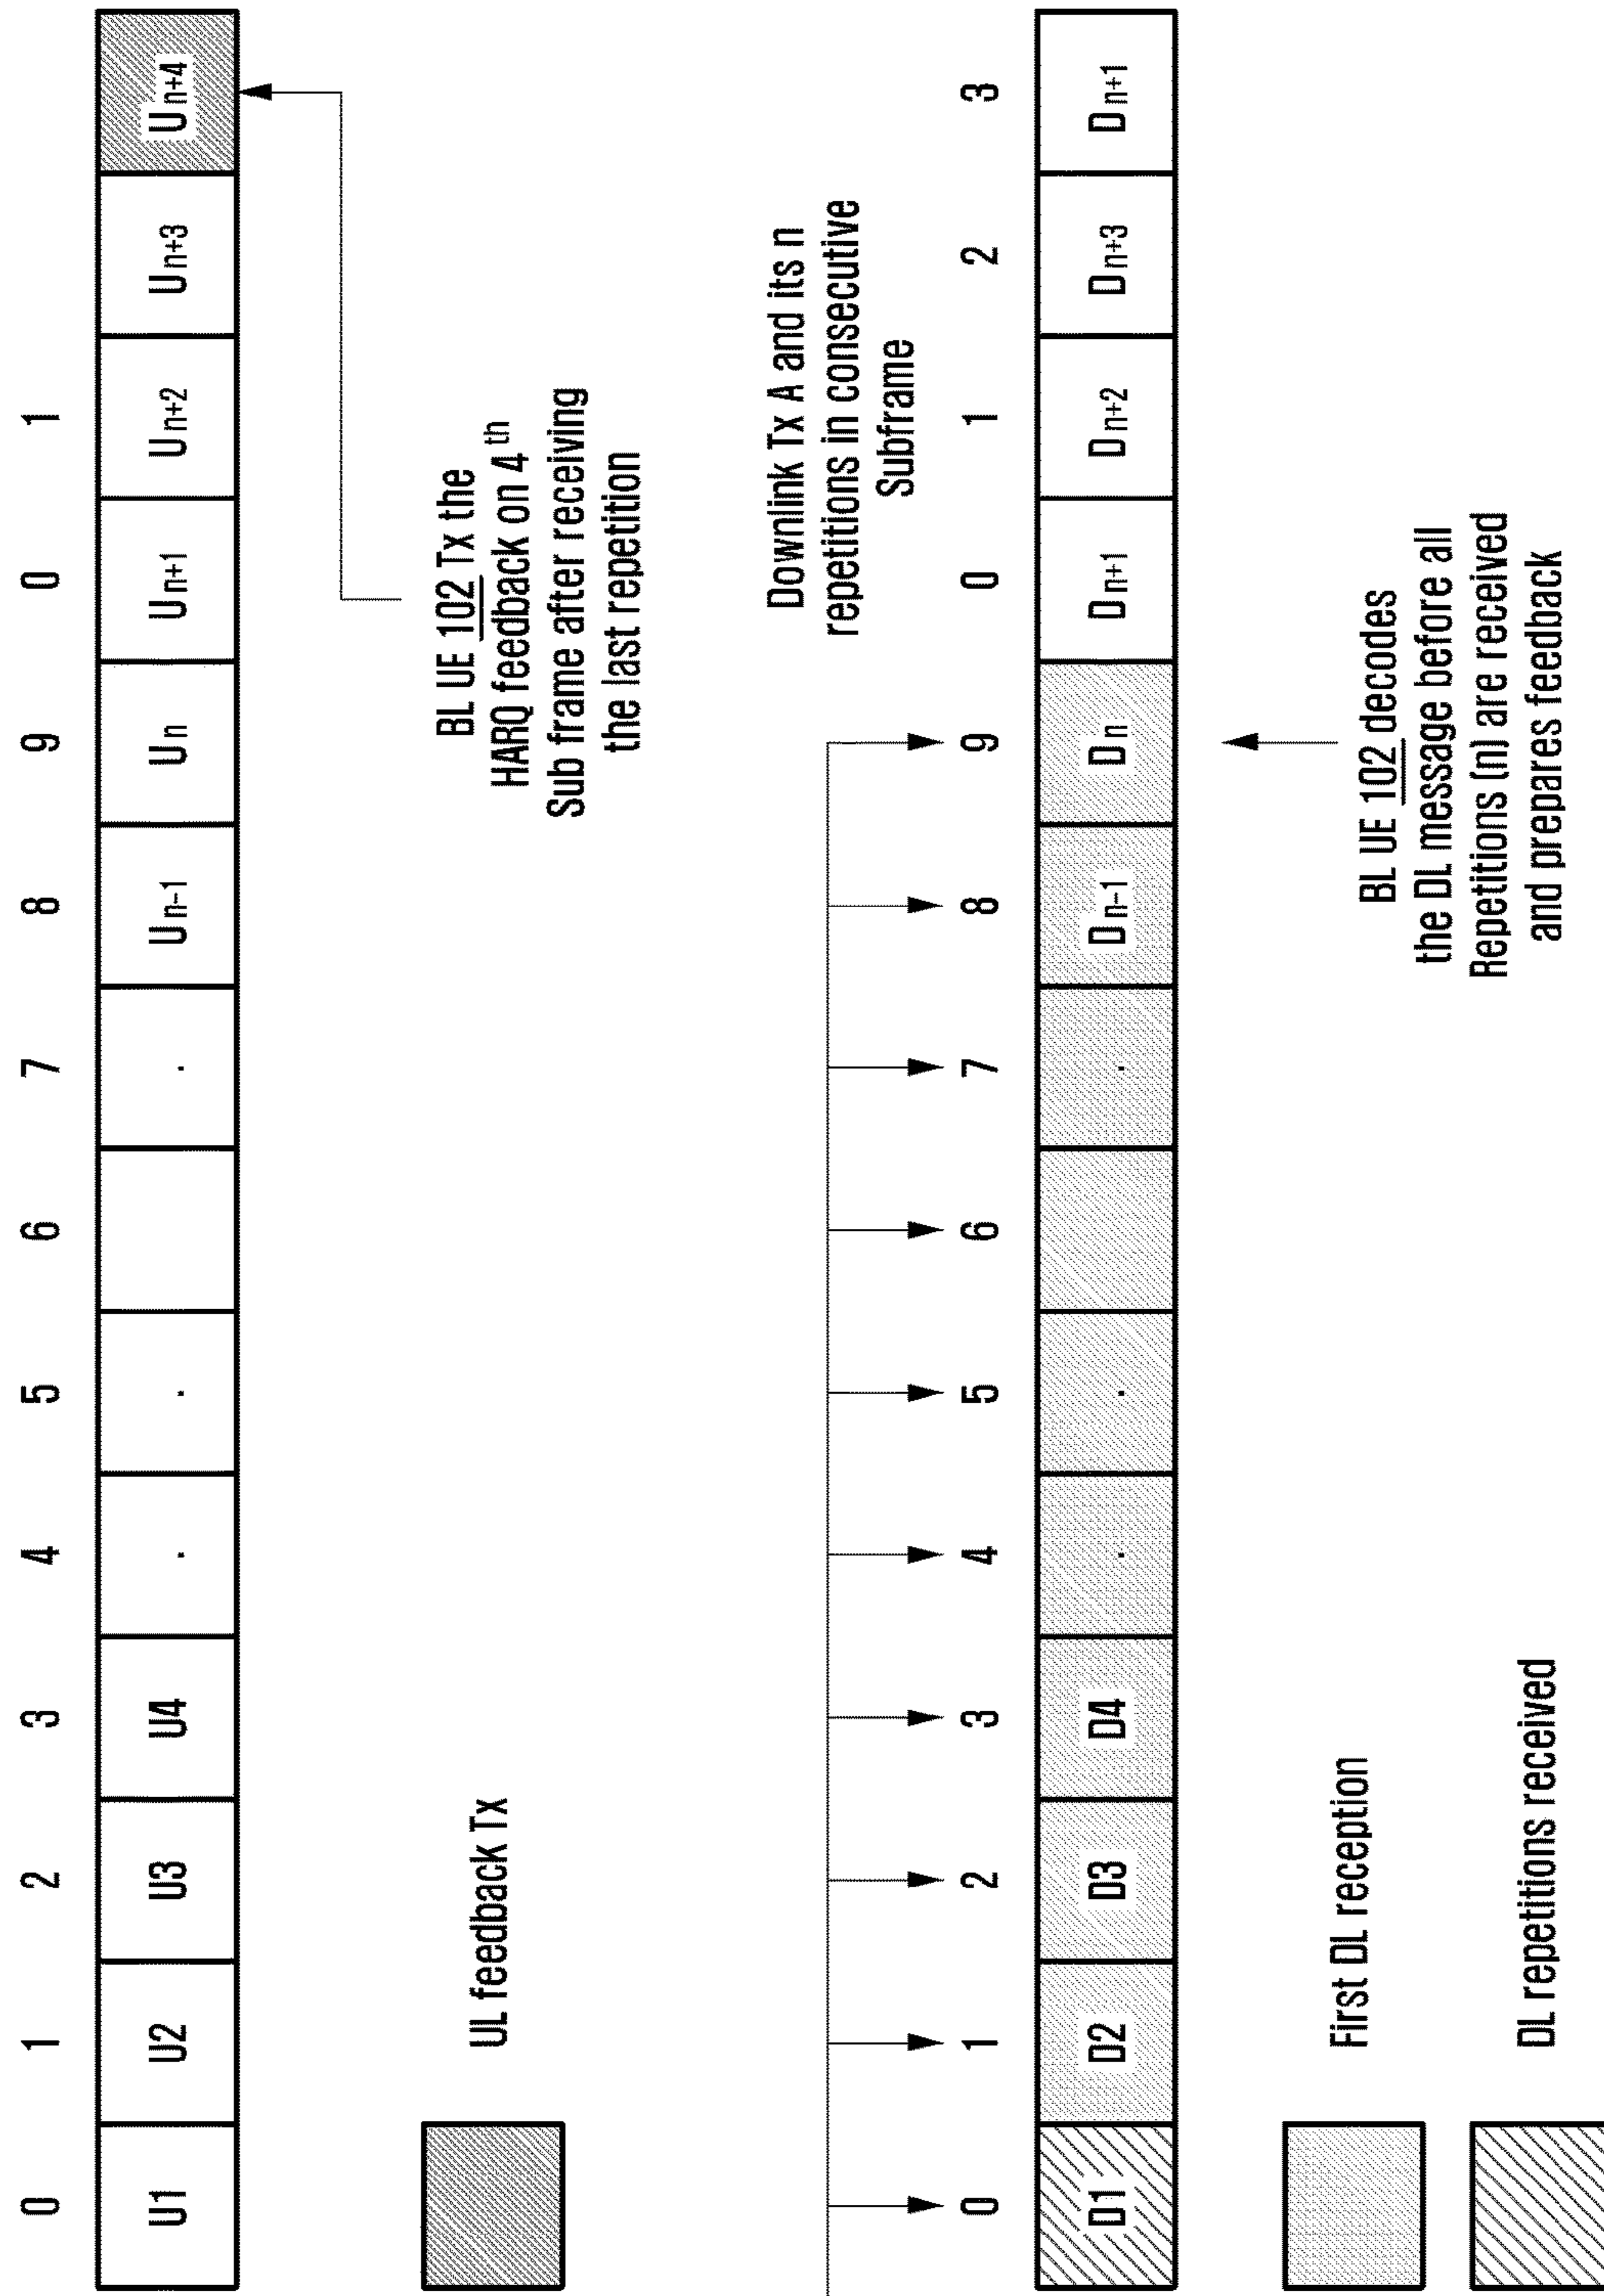 0 1 2 3 4 5 6 7 8 9 0 1
U1 U2 U3 U4 . . . Un-1 Un Un+1 Un+2 Un+3 Un+4
UL feedback Tx
BL UE 102 Tx the
HARQ feedback on 4th
Sub frame after receiving
the last repetition
Downlink Tx A and its n
repetitions in consecutive
Subframe
0 1 2 3 4 5 6 7 8 9 0 1 2 3
D1 D2 D3 D4 . . . Dn-1 Dn Dn+1 Dn+2 Dn+3 Dn+1
First DL reception
DL repetitions received
BL UE 102 decodes
the DL message before all
Repetitions (n) are received
and prepares feedback